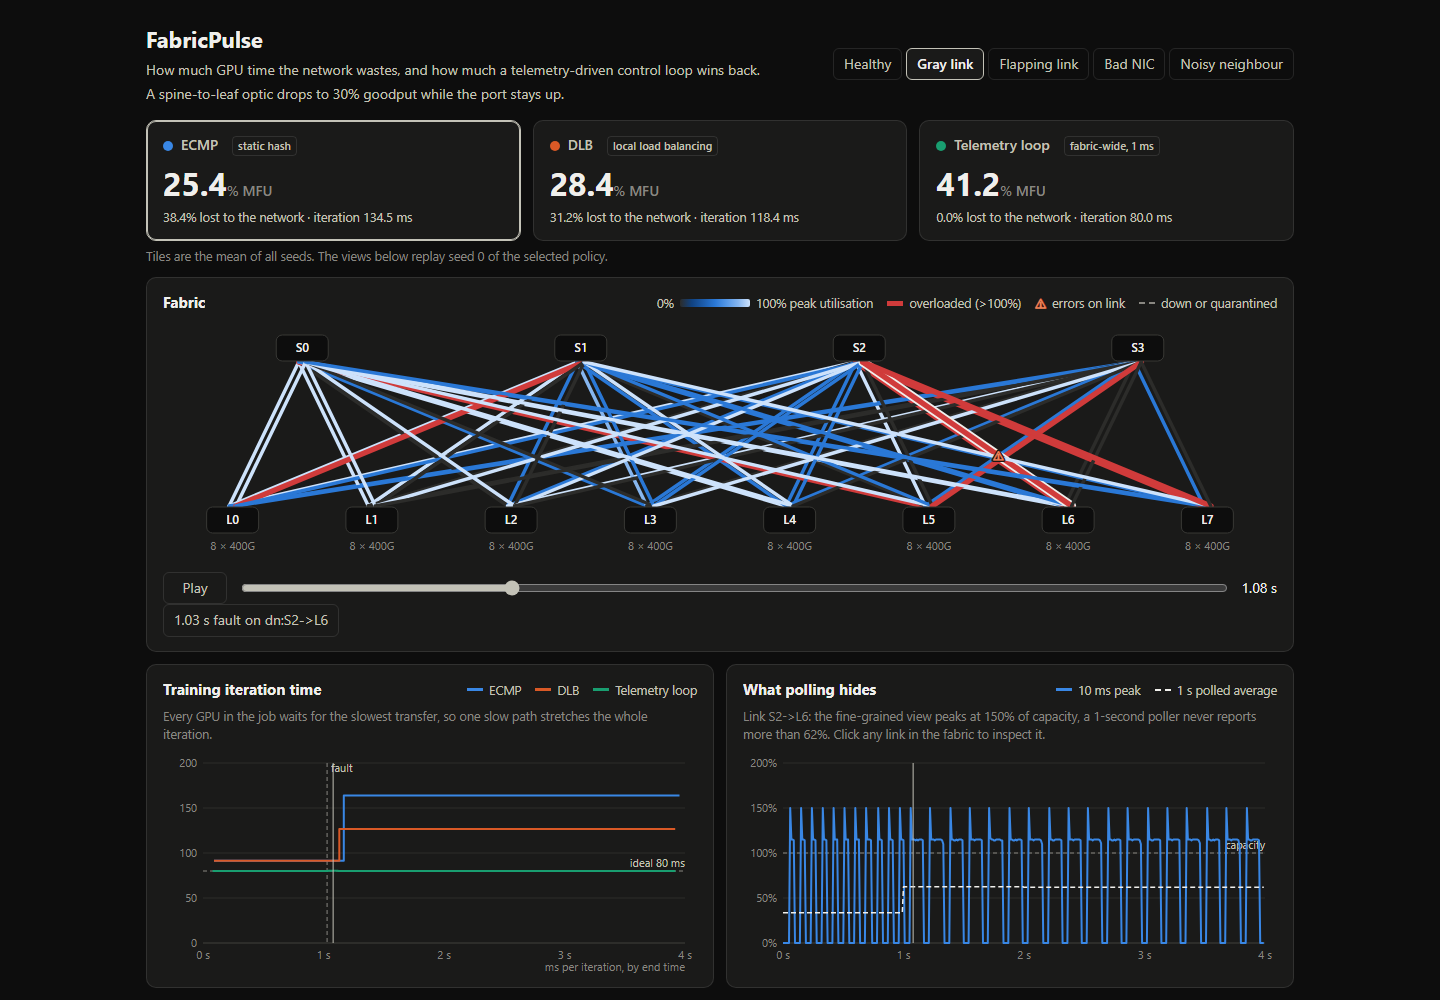 FabricPulse
How much GPU time the network wastes, and how much a telemetry-driven control loop wins back.
A spine-to-leaf optic drops to 30% goodput while the port stays up.
Healthy
Gray link
Flapping link
Bad NIC
Noisy neighbour
ECMP static hash
25.4% MFU
38.4% lost to the network · iteration 134.5 ms
DLB local load balancing
28.4% MFU
31.2% lost to the network · iteration 118.4 ms
Telemetry loop fabric-wide, 1 ms
41.2% MFU
0.0% lost to the network · iteration 80.0 ms
Tiles are the mean of all seeds. The views below replay seed 0 of the selected policy.
Fabric
0% 100% peak utilisation overloaded (>100%) errors on link down or quarantined
S0 S1 S2 S3
L0 L1 L2 L3 L4 L5 L6 L7
8 × 400G 8 × 400G 8 × 400G 8 × 400G 8 × 400G 8 × 400G 8 × 400G 8 × 400G
Play 1.08 s
1.03 s fault on dn:S2->L6
Training iteration time
ECMP DLB Telemetry loop
Every GPU in the job waits for the slowest transfer, so one slow path stretches the whole
iteration.
200
fault
150
100
ideal 80 ms
50
0
0 s 1 s 2 s 3 s 4 s
ms per iteration, by end time
What polling hides
10 ms peak 1 s polled average
Link S2->L6: the fine-grained view peaks at 150% of capacity, a 1-second poller never reports
more than 62%. Click any link in the fabric to inspect it.
200%
150%
capacity
100%
50%
0%
0 s 1 s 2 s 3 s 4 s